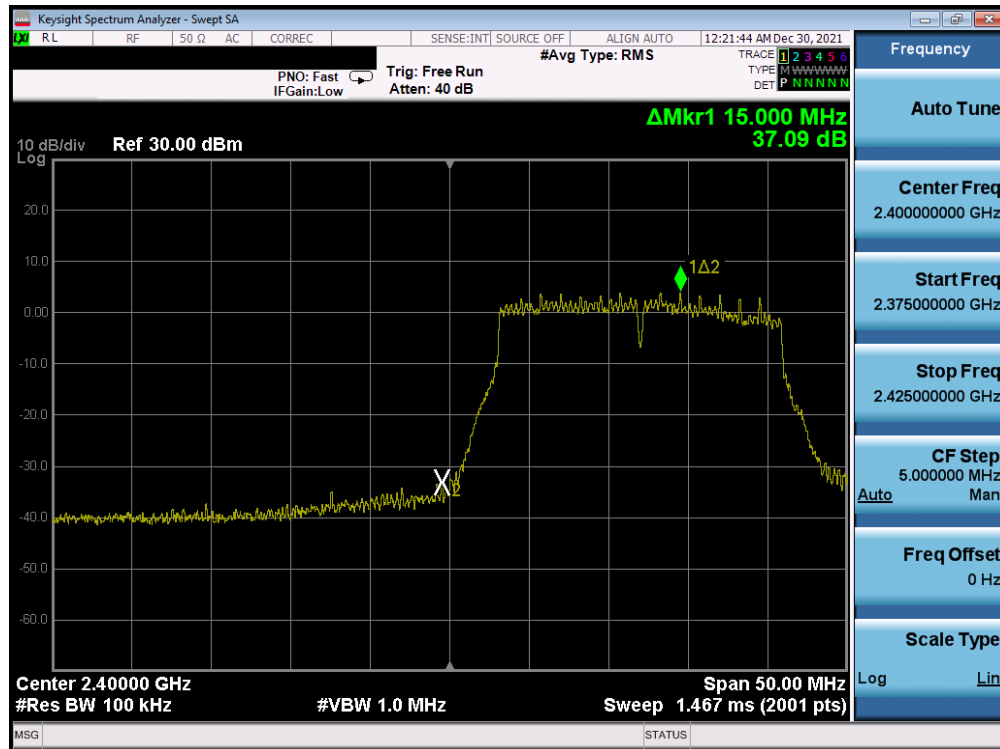 Keysight Spectrum Analyzer - Swept SA
LXI RL RF 50 Ω AC CORREC SENSE:INT SOURCE OFF ALIGN AUTO 12:21:44 AM Dec 30, 2021
#Avg Type: RMS
TRACE 1 2 3 4 5 6
TYPE M W W W W W
DET P N N N N N
PNO: Fast
IFGain:Low
Trig: Free Run
Atten: 40 dB
ΔMkr1 15.000 MHz
37.09 dB
10 dB/div
Log
Ref 30.00 dBm
20.0
10.0
0.00
-10.0
-20.0
-30.0
-40.0
-50.0
-60.0
1Δ2
X2
Center 2.40000 GHz
Span 50.00 MHz
#Res BW 100 kHz
#VBW 1.0 MHz
Sweep 1.467 ms (2001 pts)
MSG
STATUS
Frequency
Auto Tune
Center Freq
2.400000000 GHz
Start Freq
2.375000000 GHz
Stop Freq
2.425000000 GHz
CF Step
5.000000 MHz
Auto Man
Freq Offset
0 Hz
Scale Type
Log Lin